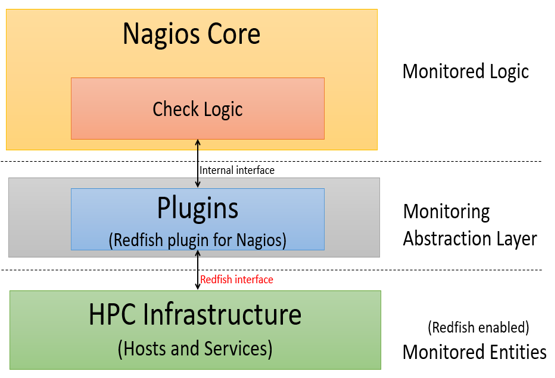 Nagios Core
Monitored Logic
Check Logic
Internal interface
Plugins
(Redfish plugin for Nagios)
Monitoring
Abstraction Layer
Redfish interface
HPC Infrastructure
(Hosts and Services)
(Redfish enabled)
Monitored Entities